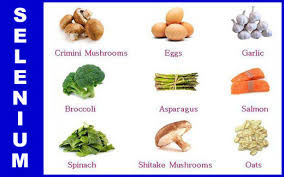 SELENIUM
Crimini Mushrooms
Eggs
Garlic
Broccoli
Asparagus
Salmon
Spinach
Shitake Mushrooms
Oats